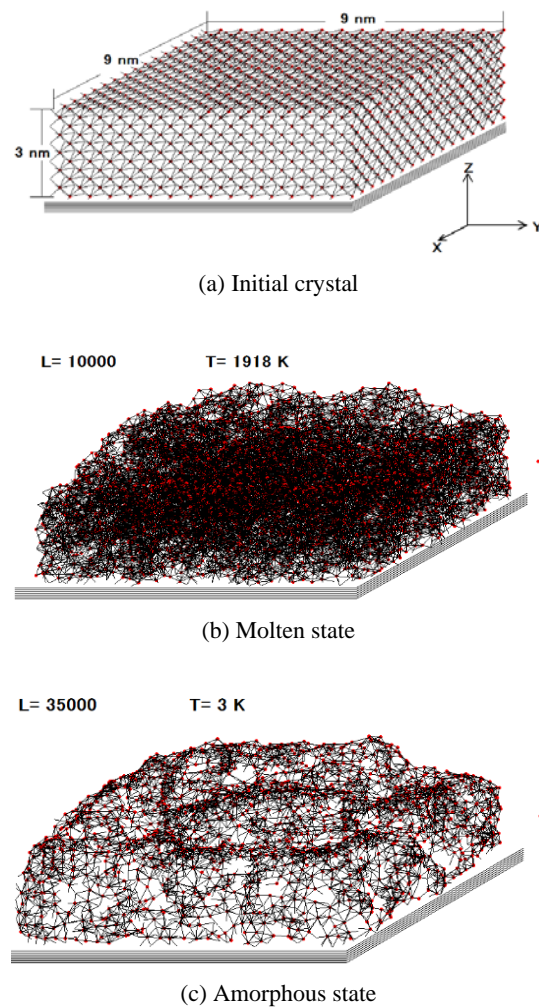 9 nm
9 nm
3 nm
Z
Y
X
(a) Initial crystal
L= 10000 T= 1918 K
(b) Molten state
L= 35000 T= 3 K
(c) Amorphous state